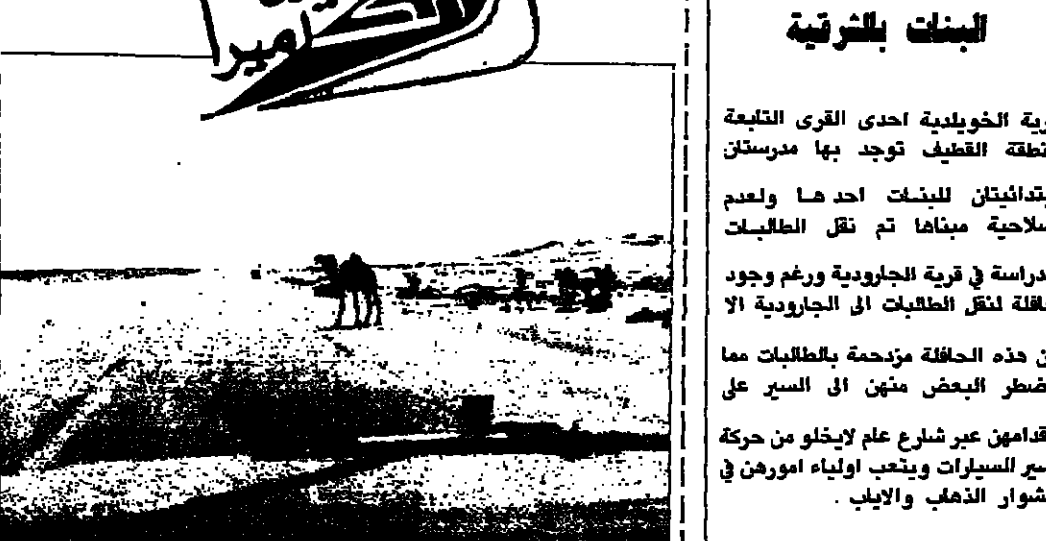 الكاميرا
البنات بالشرقية
رية الخويلدية احدى القرى التابعة
نطقة القطيف توجد بها مدرستان
بتدائيتان للبنات احدهـا ولعدم
سلاحية مبناها تم نقل الطالبات
دراسة في قرية الجارودية ورغم وجود
افلة لنقل الطالبات الى الجارودية الا
ن هذه الحافلة مزدحمة بالطالبات مما
ضطر البعض منهن الى السير على
قدامهن عبر شارع عام لايخلو من حركة
سير السيارات ويتعب اولياء امورهن في
شوار الذهاب والاياب .